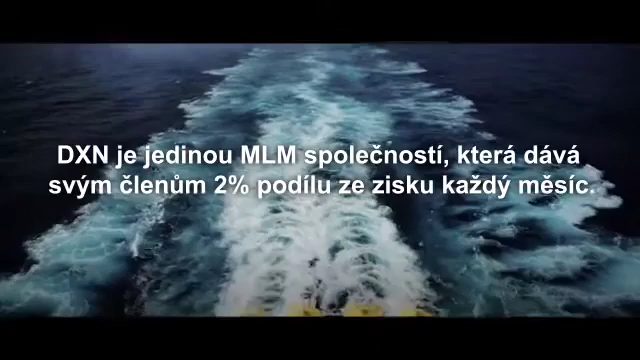 DXN je jedinou MLM společností, která dává
svým členům 2% podílu ze zisku každý měsíc.